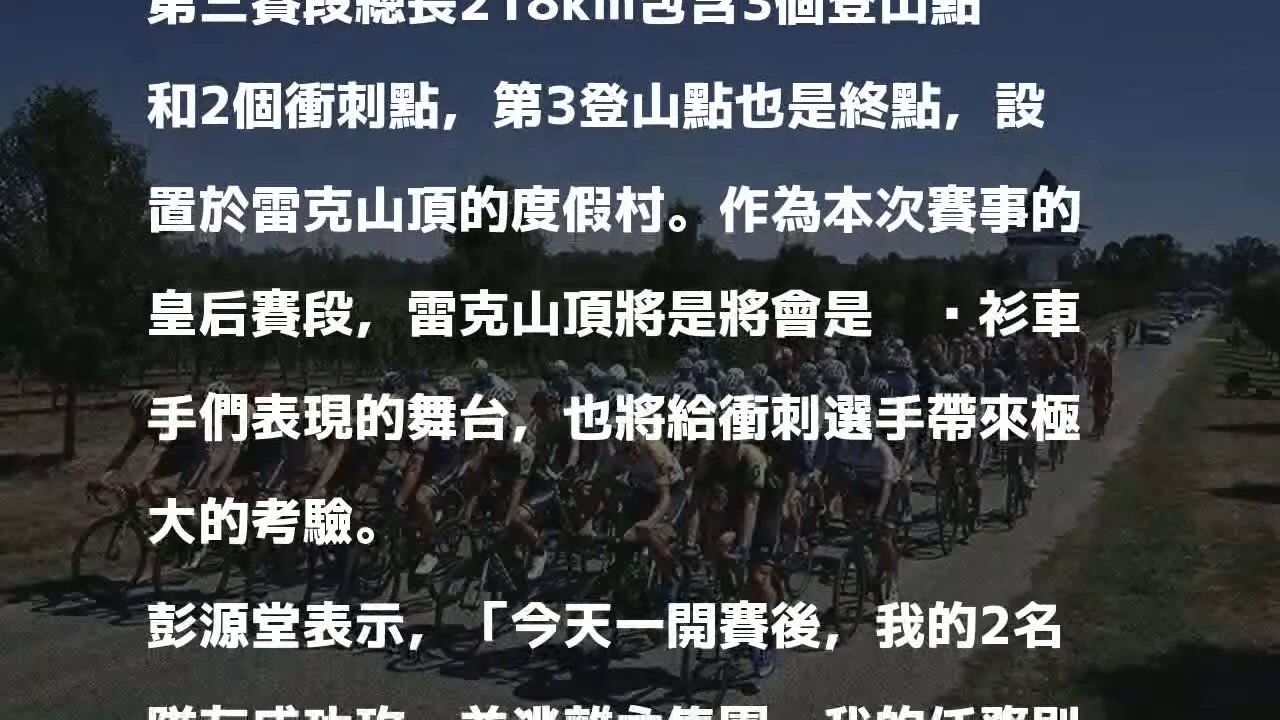 第三賽段總長218km包含3個登山點
和2個衝刺點，第3登山點也是終點，設
置於雷克山頂的度假村。作為本次賽事的
皇后賽段，雷克山頂將是將會是　·衫車
手們表現的舞台，也將給衝刺選手帶來極
大的考驗。
彭源堂表示，「今天一開賽後，我的2名